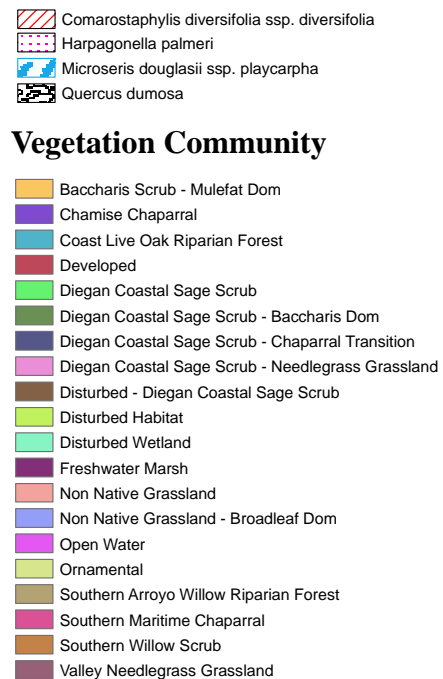 Comarostaphylis diversifolia ssp. diversifolia
Harpagonella palmeri
Microseris douglasii ssp. playcarpha
Quercus dumosa
Vegetation Community
Baccharis Scrub - Mulefat Dom
Chamise Chaparral
Coast Live Oak Riparian Forest
Developed
Diegan Coastal Sage Scrub
Diegan Coastal Sage Scrub - Baccharis Dom
Diegan Coastal Sage Scrub - Chaparral Transition
Diegan Coastal Sage Scrub - Needlegrass Grassland
Disturbed - Diegan Coastal Sage Scrub
Disturbed Habitat
Disturbed Wetland
Freshwater Marsh
Non Native Grassland
Non Native Grassland - Broadleaf Dom
Open Water
Ornamental
Southern Arroyo Willow Riparian Forest
Southern Maritime Chaparral
Southern Willow Scrub
Valley Needlegrass Grassland